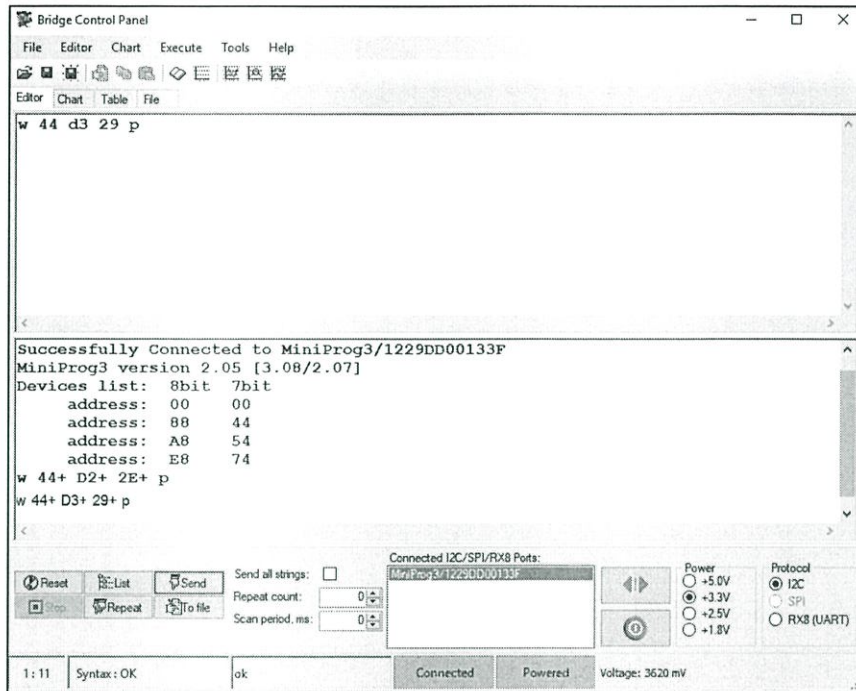 Bridge Control Panel
File Editor Chart Execute Tools Help
Editor Chart Table File
w 44 d3 29 p
Successfully Connected to MiniProg3/1229DD00133F
MiniProg3 version 2.05 [3.08/2.07]
Devices list: 8bit 7bit
address: 00 00
address: 88 44
address: A8 54
address: E8 74
w 44+ D2+ 2E+ p
w 44+ D3+ 29+ p
Reset List Send
Stop Repeat To file
Send all strings:
Repeat count: 0
Scan period, ms: 0
Connected I2C/SPI/RX8 Ports:
MiniProg3/1229DD00133F
Power
+5.0V
+3.3V
+2.5V
+1.8V
Protocol
I2C
SPI
RX8 (UART)
1:11 Syntax: OK ok Connected Powered Voltage: 3620 mV